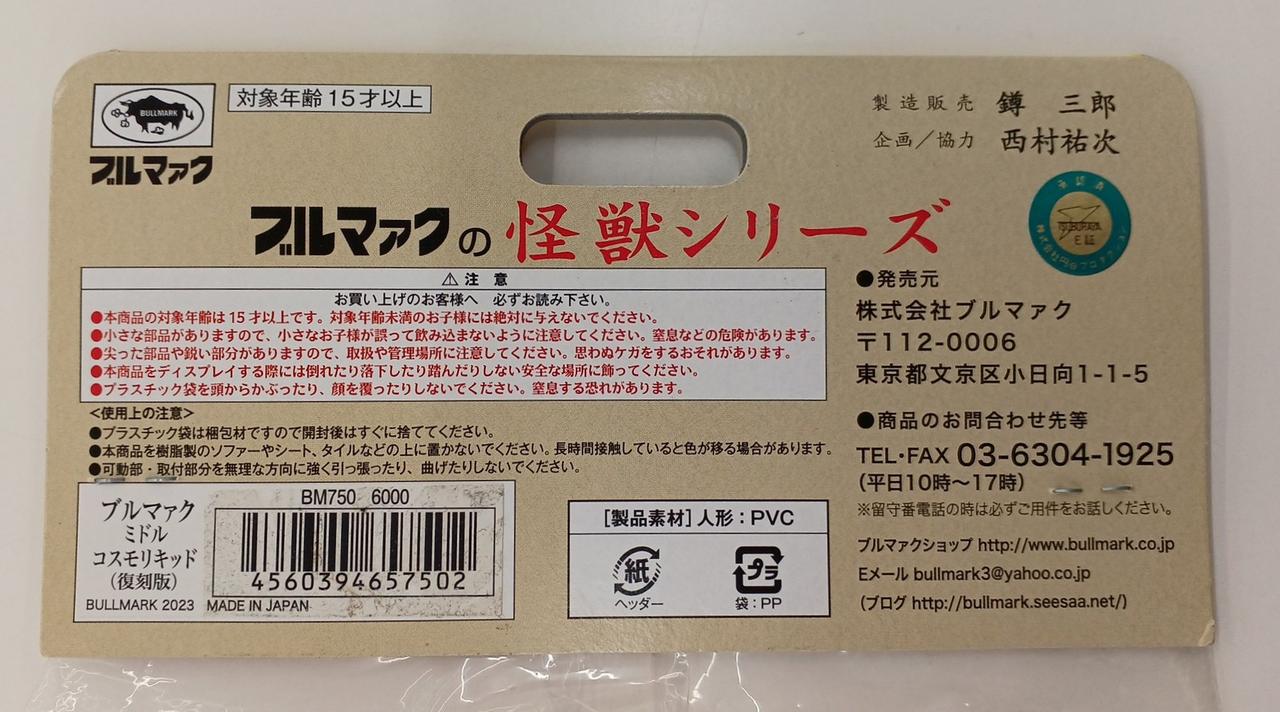 BULLMARK
ブルマァク
対象年齢15才以上
製造販売 鐏 三郎
企画／協力 西村祐次
ブルマァクの怪獣シリーズ
承認済
TSUBURAYA
E証
株式会社円谷プロダクション
⚠注 意
お買い上げのお客様へ 必ずお読み下さい。
●本商品の対象年齢は15才以上です。対象年齢未満のお子様には絶対に与えないでください。
●小さな部品がありますので、小さなお子様が誤って飲み込まないように注意してください。窒息などの危険があります。
●尖った部品や鋭い部分がありますので、取扱や管理場所に注意してください。思わぬケガをするおそれがあります。
●本商品をディスプレイする際には倒れたり落下したり踏んだりしない安全な場所に飾ってください。
●プラスチック袋を頭からかぶったり、顔を覆ったりしないでください。窒息する恐れがあります。
<使用上の注意>
●プラスチック袋は梱包材ですので開封後はすぐに捨ててください。
●本商品を樹脂製のソファーやシート、タイルなどの上に置かないでください。長時間接触していると色が移る場合があります。
●可動部・取付部分を無理な方向に強く引っ張ったり、曲げたりしないでください。
ブルマァク
ミドル
コスモリキッド
(復刻版)
BM750 6000
4560394657502
BULLMARK 2023 MADE IN JAPAN
[製品素材]人形：PVC
紙
ヘッダー
プラ
袋：PP
●発売元
株式会社ブルマァク
〒112-0006
東京都文京区小日向1-1-5
●商品のお問合わせ先等
TEL・FAX 03-6304-1925
(平日10時〜17時)
※留守番電話の時は必ずご用件をお話しください。
ブルマァクショップ http://www.bullmark.co.jp
Eメール bullmark3@yahoo.co.jp
(ブログ http://bullmark.seesaa.net/)